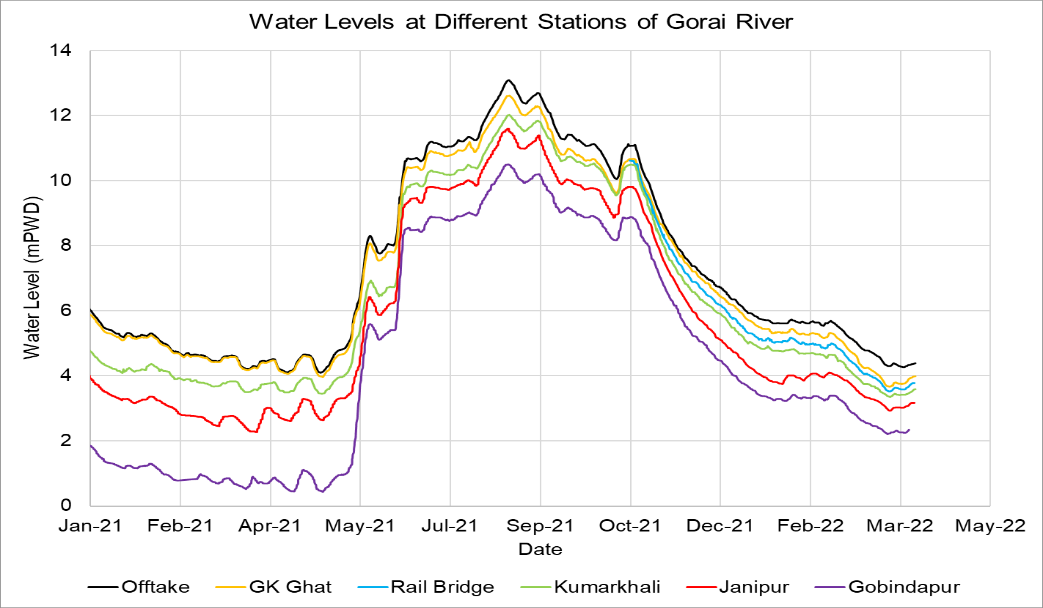 Water Levels at Different Stations of Gorai River
Water Level (mPWD)
14
12
10
8
6
4
2
0
Jan-21 Feb-21 Apr-21 May-21 Jul-21 Sep-21 Oct-21 Dec-21 Feb-22 Mar-22 May-22
Date
Offtake GK Ghat Rail Bridge Kumarkhali Janipur Gobindapur